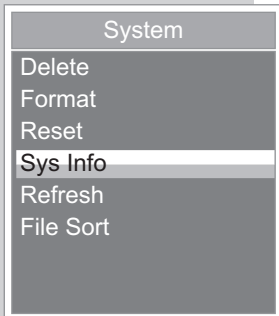 System
Delete
Format
Reset
Sys Info
Refresh
File Sort